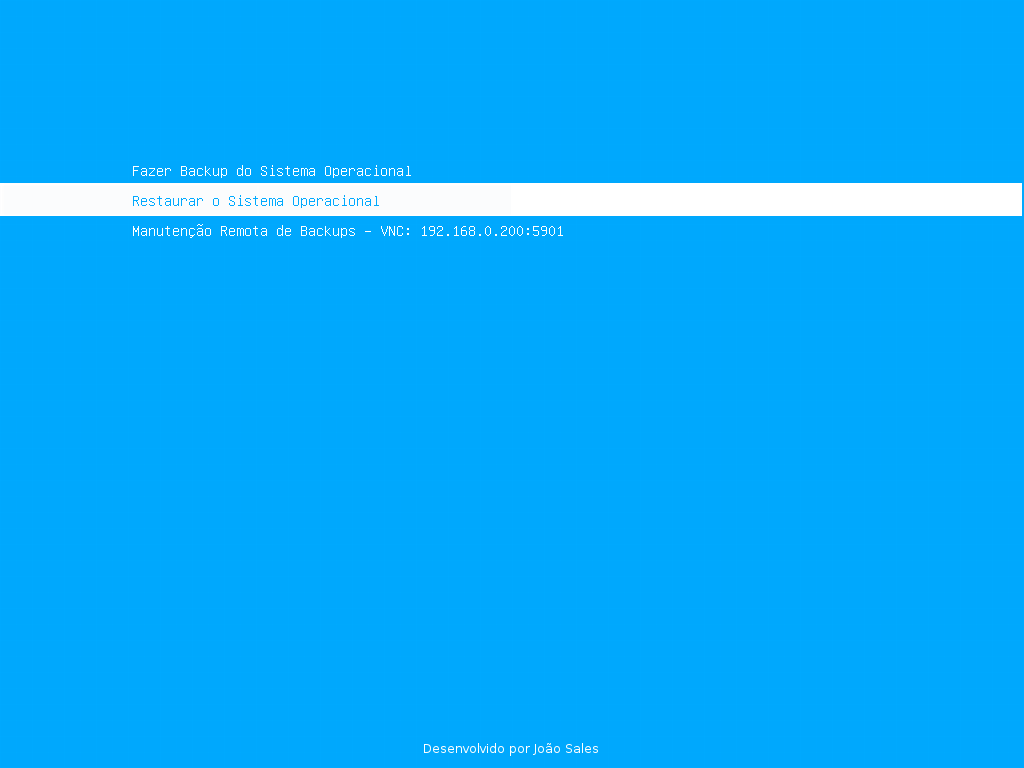 Fazer Backup do Sistema Operacional
Restaurar o Sistema Operacional
Manutenção Remota de Backups - VNC: 192.168.0.200:5901
Desenvolvido por João Sales